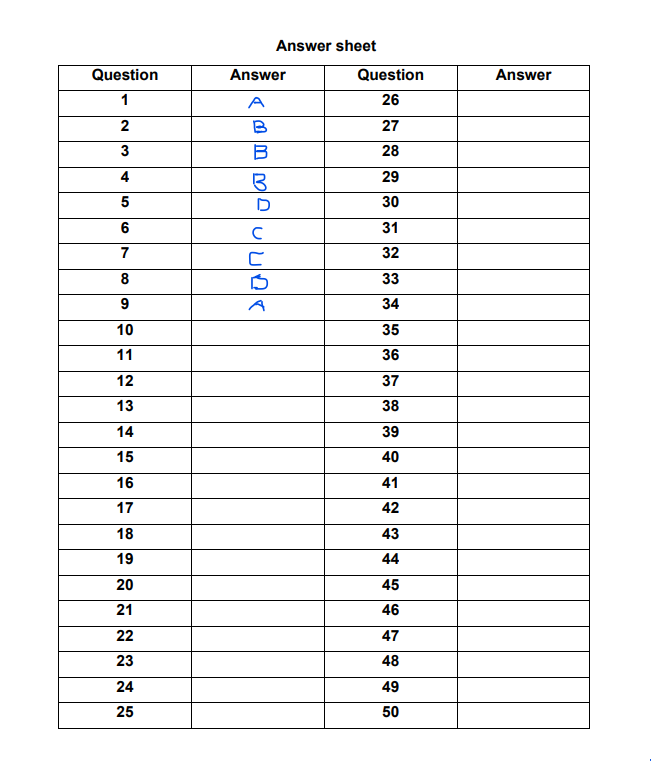 Answer sheet
Question Answer Question Answer
1 A 26
2 B 27
3 B 28
4 B 29
5 D 30
6 C 31
7 C 32
8 D 33
9 A 34
10 35
11 36
12 37
13 38
14 39
15 40
16 41
17 42
18 43
19 44
20 45
21 46
22 47
23 48
24 49
25 50